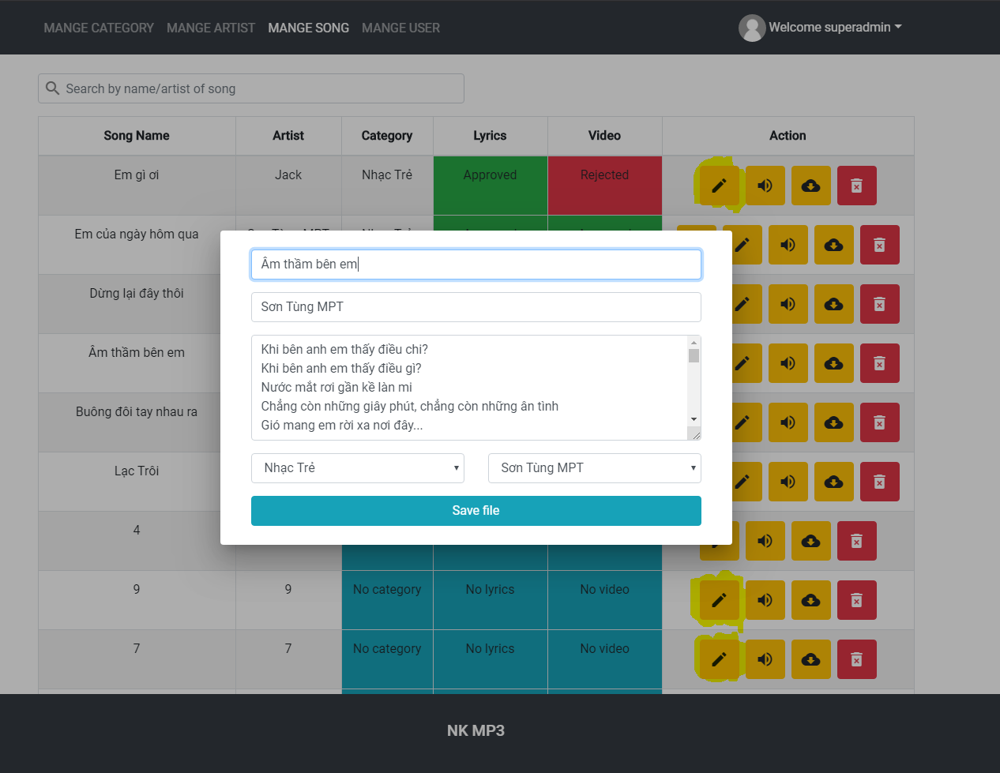 MANGE CATEGORY MANGE ARTIST MANGE SONG MANGE USER Welcome superadmin
Search by name/artist of song
Song Name Artist Category Lyrics Video Action
Em gì ơi Jack Nhạc Trẻ Approved Rejected
Em của ngày hôm qua
Dừng lại đây thôi
Âm thầm bên em
Buông đôi tay nhau ra
Lạc Trôi
4
9 9 No category No lyrics No video
7 7 No category No lyrics No video
Âm thầm bên em
Sơn Tùng MPT
Khi bên anh em thấy điều chi?
Khi bên anh em thấy điều gì?
Nước mắt rơi gần kề làn mi
Chẳng còn những giây phút, chẳng còn những ân tình
Gió mang em rời xa nơi đây...
Nhạc Trẻ Sơn Tùng MPT
Save file
NK MP3